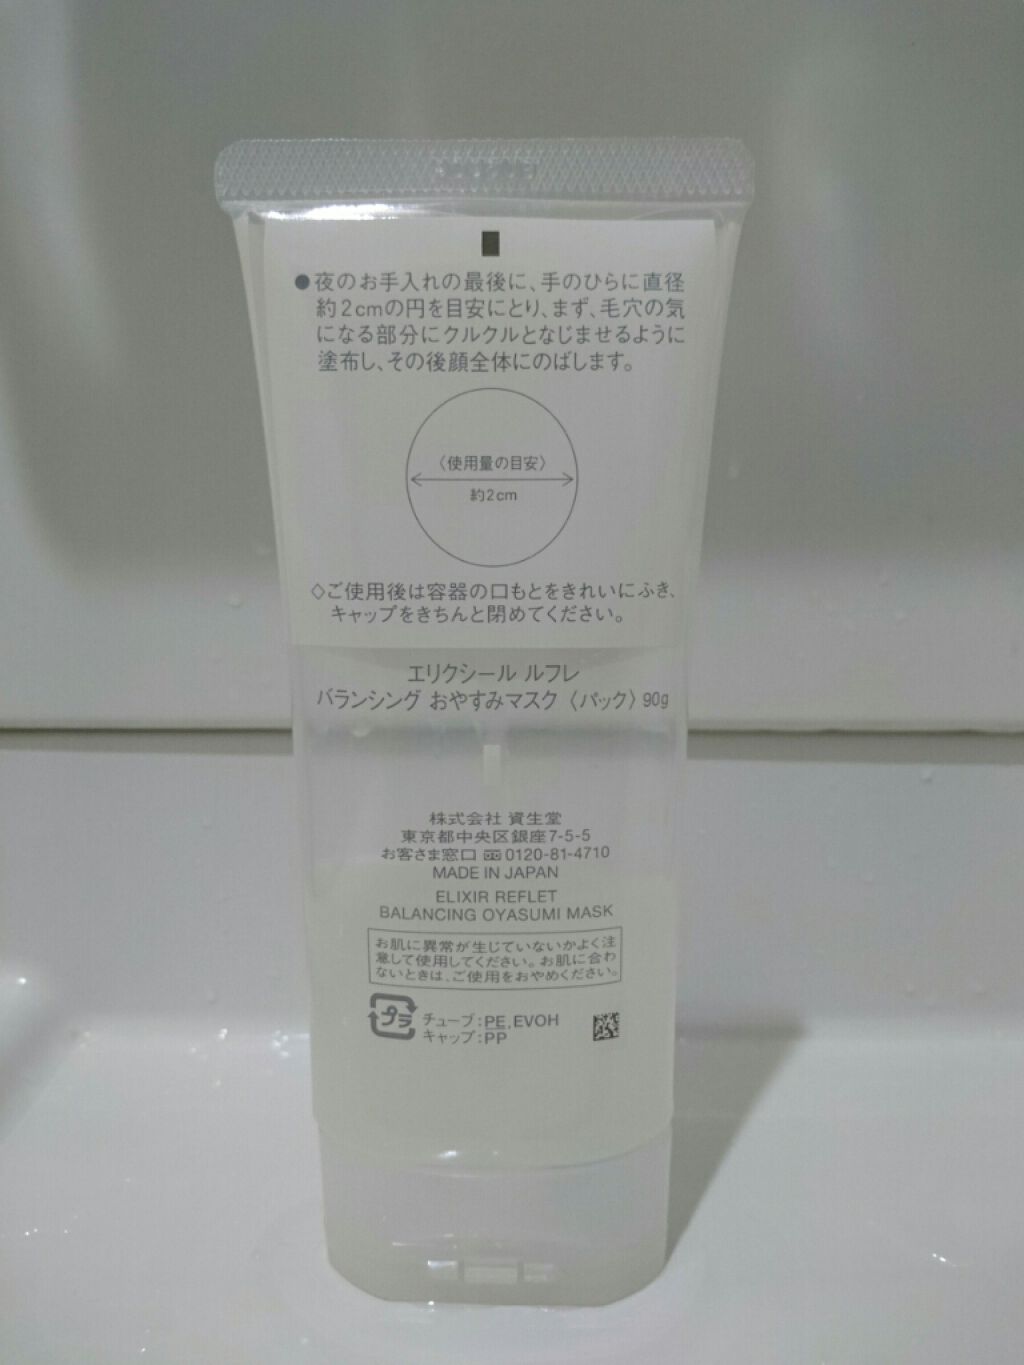 ●夜のお手入れの最後に、手のひらに直径
約2cmの円を目安にとり、まず、毛穴の気
になる部分にクルクルとなじませるように
塗布し、その後顔全体にのばします。
〈使用量の目安〉
約2cm
◇ご使用後は容器の口もとをきれいにふき、
キャップをきちんと閉めてください。
エリクシール ルフレ
バランシング おやすみマスク〈パック〉90g
株式会社 資生堂
東京都中央区銀座7-5-5
お客さま窓口 0120-81-4710
MADE IN JAPAN
ELIXIR REFLET
BALANCING OYASUMI MASK
お肌に異常が生じていないかよく注
意して使用してください。お肌に合わ
ないときは、ご使用をおやめください。
プラ
チューブ:PE,EVOH
キャップ:PP